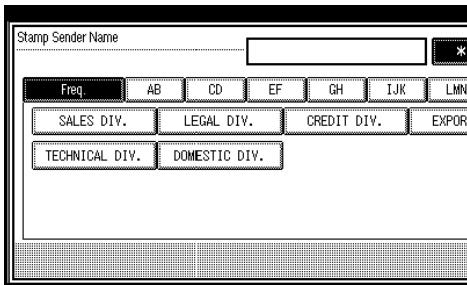 Stamp Sender Name
*
Freq. AB CD EF GH IJK LMN
SALES DIV. LEGAL DIV. CREDIT DIV. EXPOR
TECHNICAL DIV. DOMESTIC DIV.